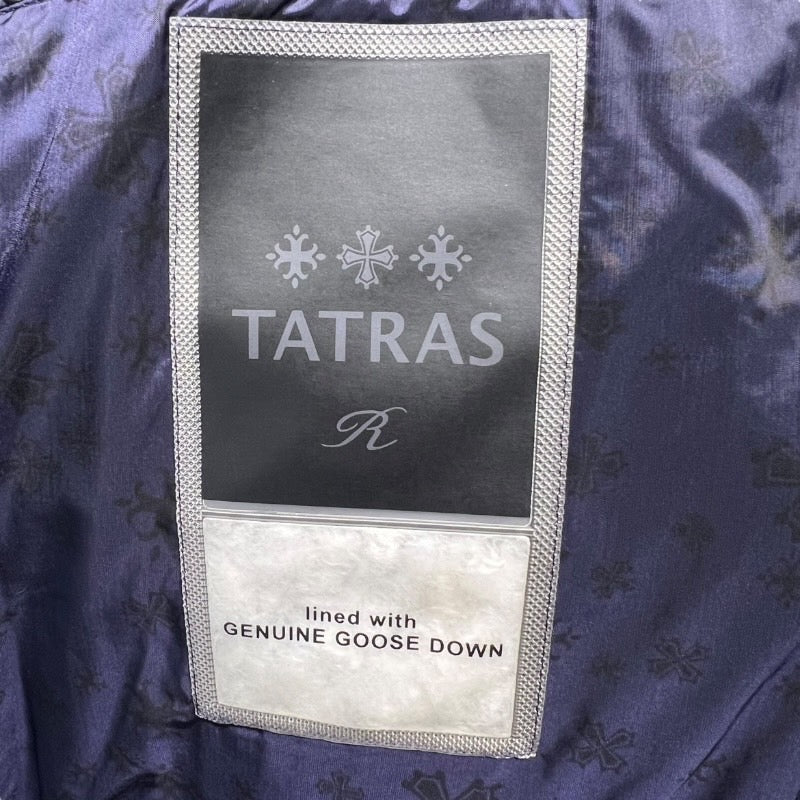 TATRAS
R
lined with
GENUINE GOOSE DOWN